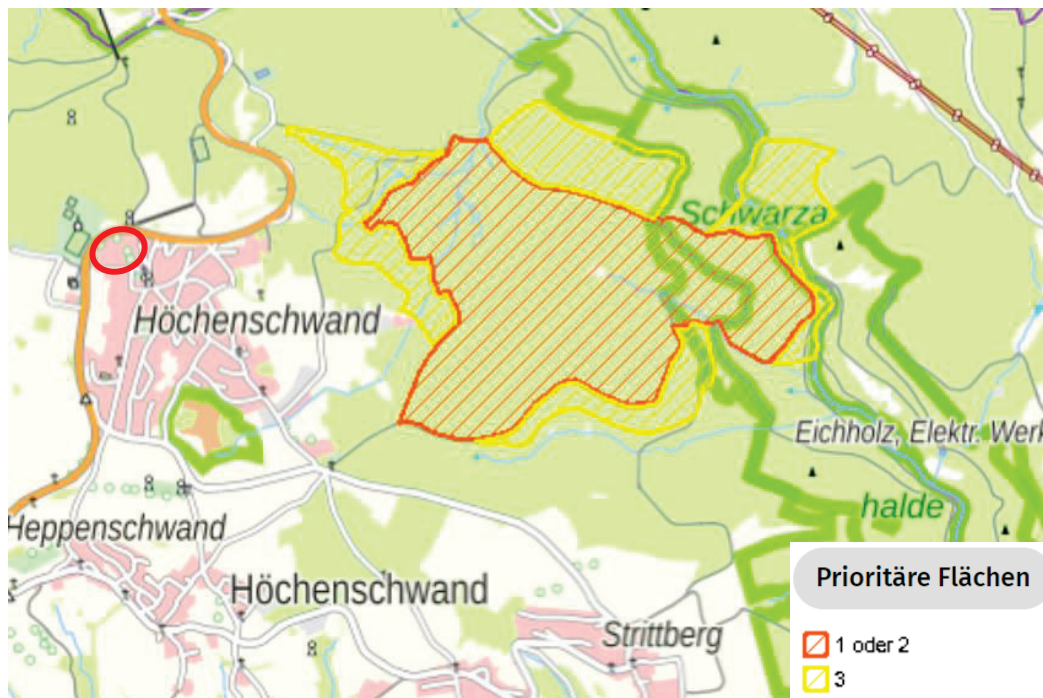 Schwarza
Höchenschwand
Eichholz, Elektr. Werk
halde
Heppenschwand
Höchenschwand
Strittberg
Prioritäre Flächen
1 oder 2
3